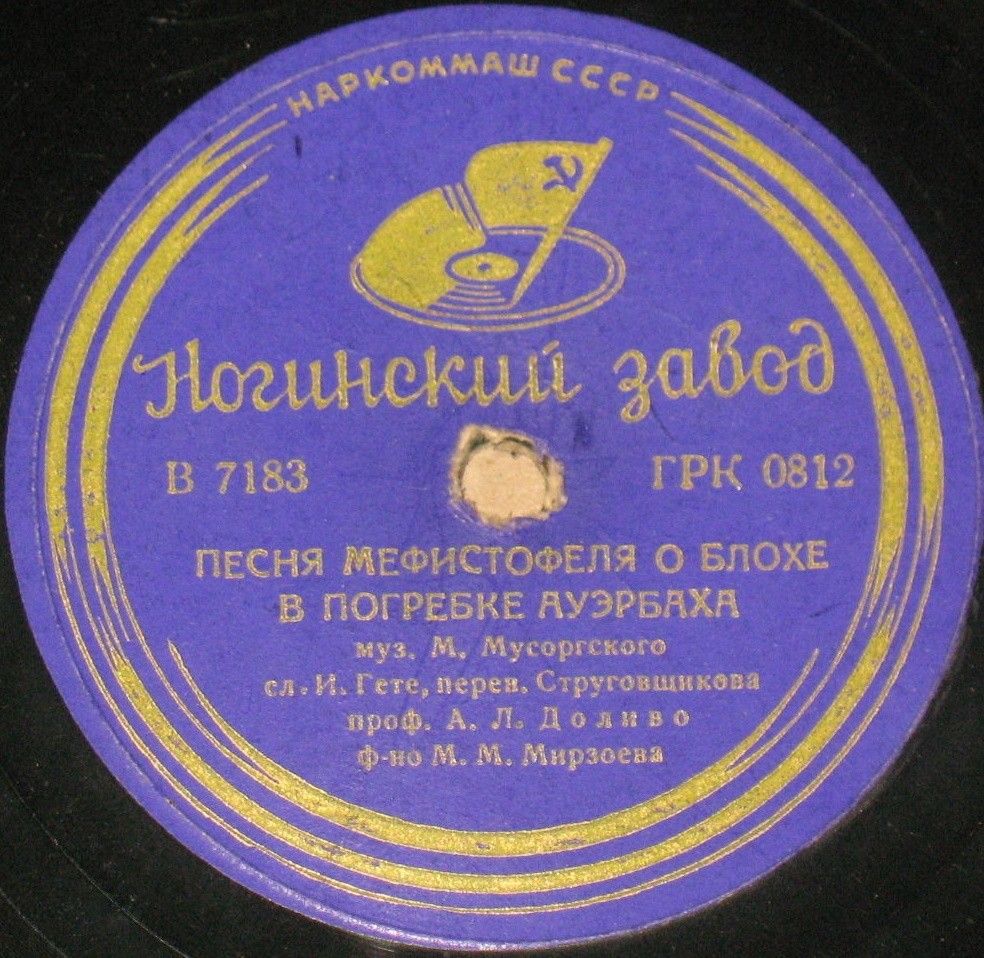 НАРКОММАШ СССР
Ногинский завод
В 7183 ГРК 0812
ПЕСНЯ МЕФИСТОФЕЛЯ О БЛОХЕ
В ПОГРЕБКЕ АУЭРБАХА
муз. М. Мусоргского
сл. И. Гете, перев. Струговщикова
проф. А. Л. Доливо
ф-но М. М. Мирзоева